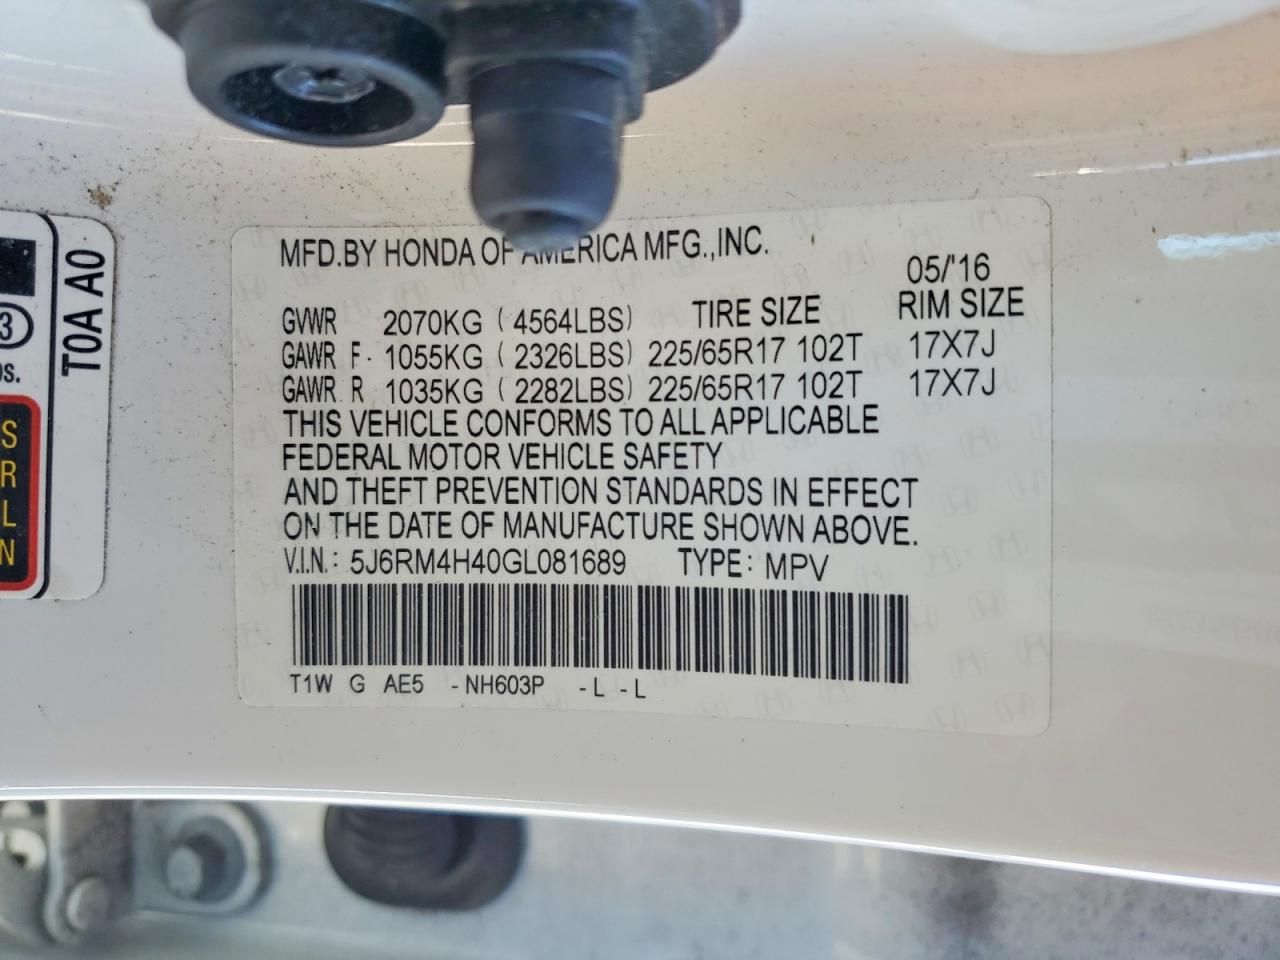 MFD.BY HONDA OF AMERICA MFG.,INC.
05/'16
GVWR 2070KG ( 4564LBS) TIRE SIZE RIM SIZE
GAWR F 1055KG ( 2326LBS) 225/65R17 102T 17X7J
GAWR R 1035KG ( 2282LBS) 225/65R17 102T 17X7J
THIS VEHICLE CONFORMS TO ALL APPLICABLE
FEDERAL MOTOR VEHICLE SAFETY
AND THEFT PREVENTION STANDARDS IN EFFECT
ON THE DATE OF MANUFACTURE SHOWN ABOVE.
V.I.N.: 5J6RM4H40GL081689 TYPE: MPV
T1W G AE5 -NH603P -L -L
T0A A0
3
S
R
L
N